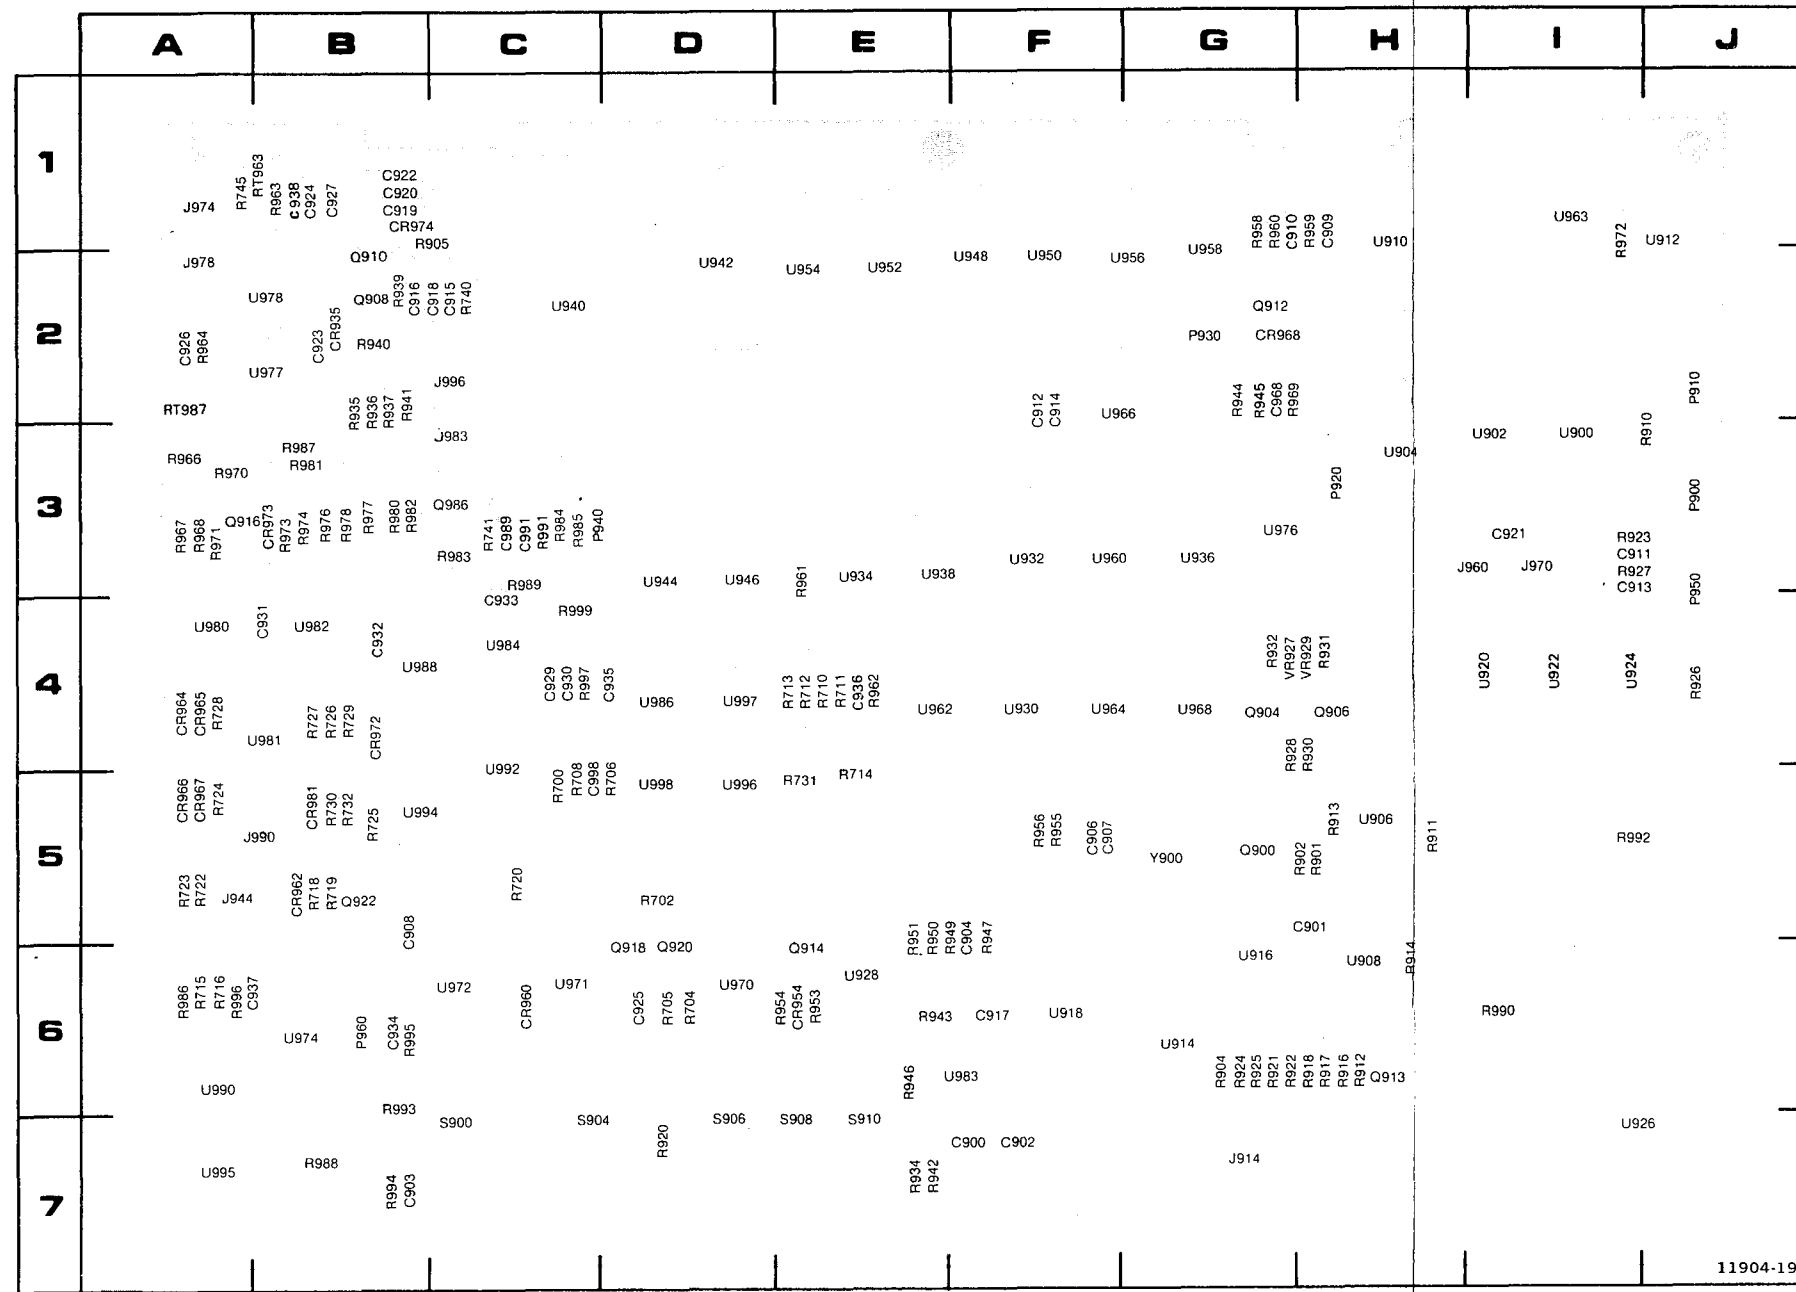 A B C D E F G H I J
1
J974 R745 RT963 R963 C938 C924 C927 C922
C920
C919
CR974
R905
R958 R960 C910 R959 C909 U910 U963 R972 U912
J978 Q910 U942 U954 U952 U948 U950 U956 U958
2
U978 Q908 R939 C916 C918 C915 R740 U940 Q912
C926 R964 C923 CR935 R940 P930 CR968
U977 J996 P910
RT987 R935 R936 R937 R941 C912 C914 U966 R944 R945 C968 R969
J983 U902 U900 R910
R987 U904
R966 R981
R970 P920
3
Q986 P900
R967 R968 R971 Q916 CR973 R973 R974 R976 R978 R977 R980 R982 R741 C989 C991 R991 R984 R985 P940 U976 C921 R923
R983 U932 U960 U936 C911
J960 J970 R927
R989 U944 U946 R961 U934 U938 C913 P950
C933 R999
U980 C931 U982 C932 U984 R932 VR927 VR929 R931
4
U988 C929 C930 R997 C935 U920 U922 U924 R926
CR964 CR965 R728 R727 R726 R729 CR972 U986 U997 R713 R712 R710 R711 C936 R962 U962 U930 U964 U968 Q904 Q906
U981 R928 R930
U992 R700 R708 C998 R706 U998 U996 R731 R714
CR966 CR967 R724 CR981 R730 R732 R725 U994 R913 U906
5
J990 R956 R955 C906 C907 Y900 Q900 R902 R901 R911 R992
R723 R722 J944 CR962 R718 R719 Q922 R720 R702
C908 R951 R950 R949 C904 R947 C901
Q918 Q920 Q914 U916 U908 R914
U972 U971 U970 U928
R986 R715 R716 R996 C937 CR960 C925 R705 R704 R954 CR954 R953 R943 C917 U918 R990
6
U974 P960 C934 R995 U914
U990 R946 U983 R904 R924 R925 R921 R922 R918 R917 R916 R912 Q913
R993 S900 S904 S906 S908 S910 U926
R920 C900 C902
U995 R988 R934 R942 J914
7
R994 C903
11904-19